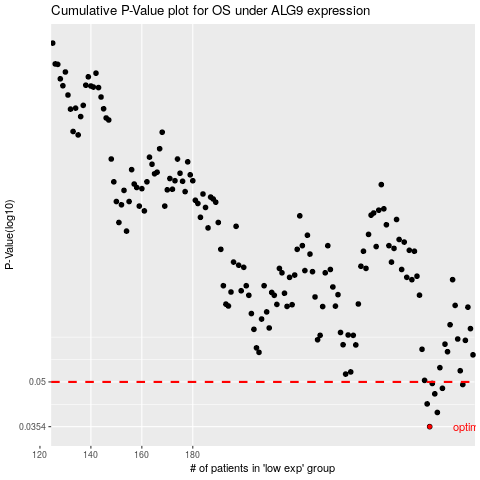 Cumulative P-Value plot for OS under ALG9 expression
P-Value(log10)
0.05
0.0354
optim
120 140 160 180
# of patients in 'low exp' group